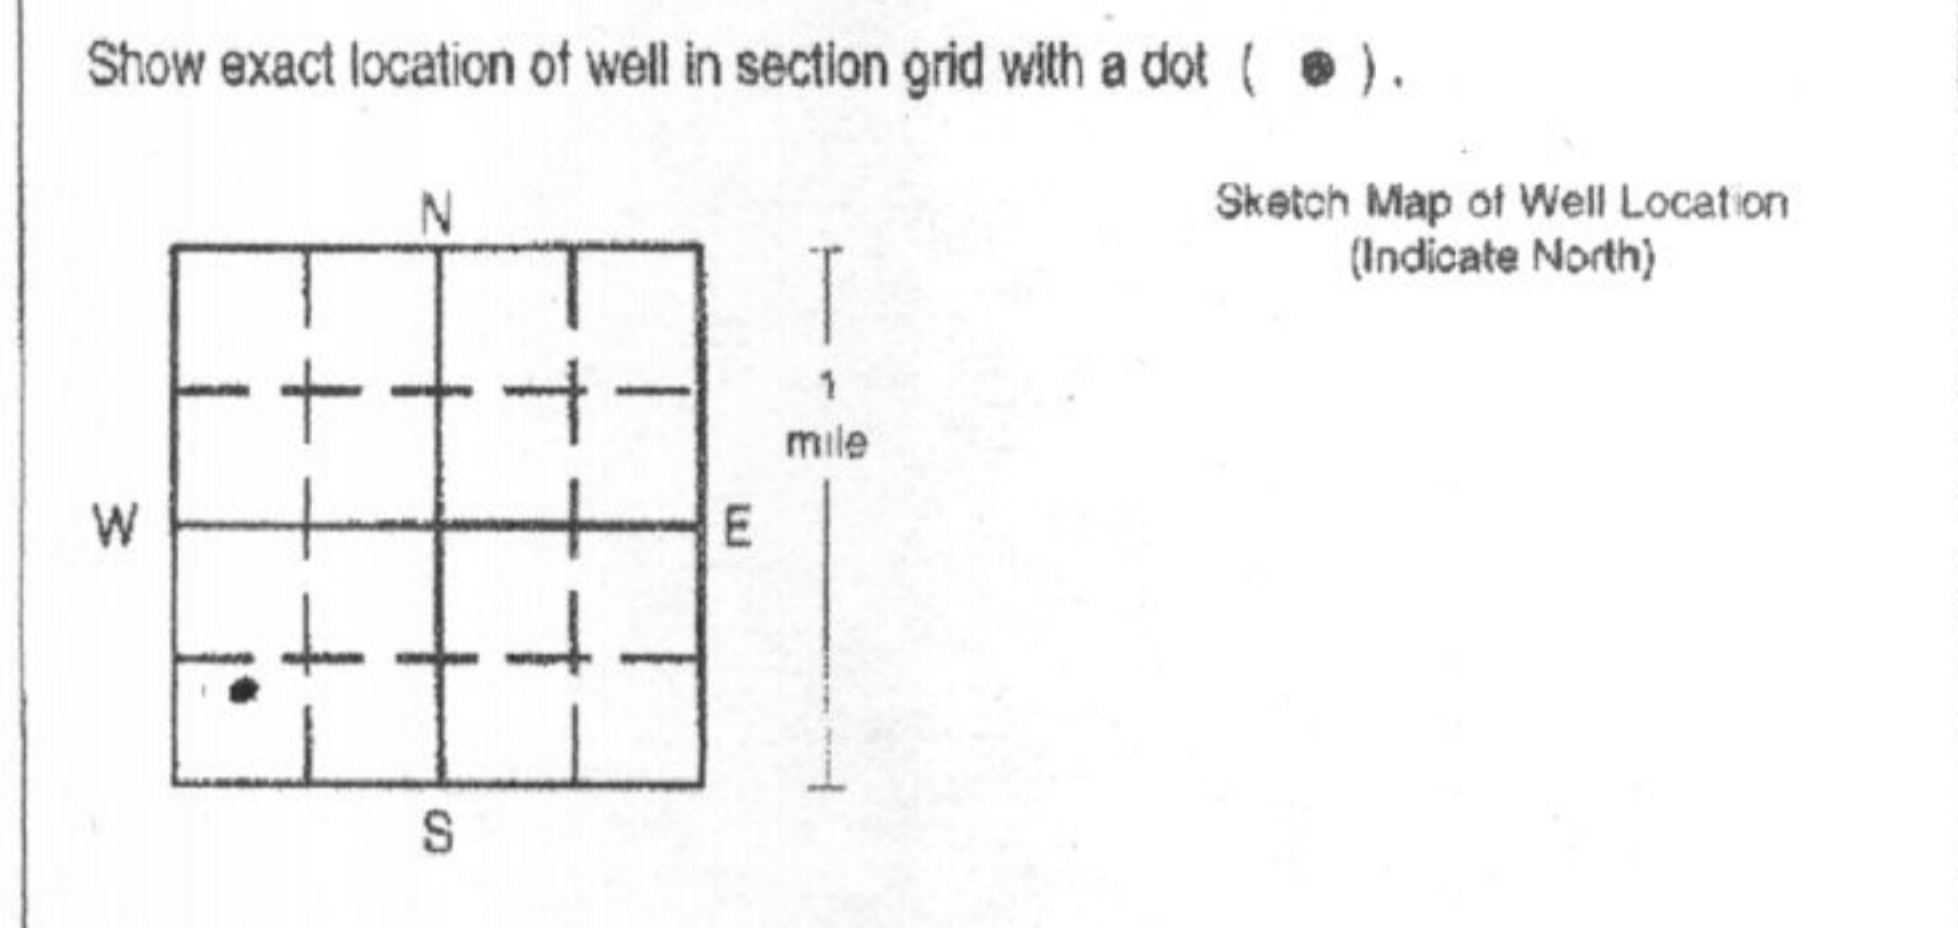 Show exact location of well in section grid with a dot ( ● ).
Sketch Map of Well Location
(Indicate North)
N
1
mile
W
E
S